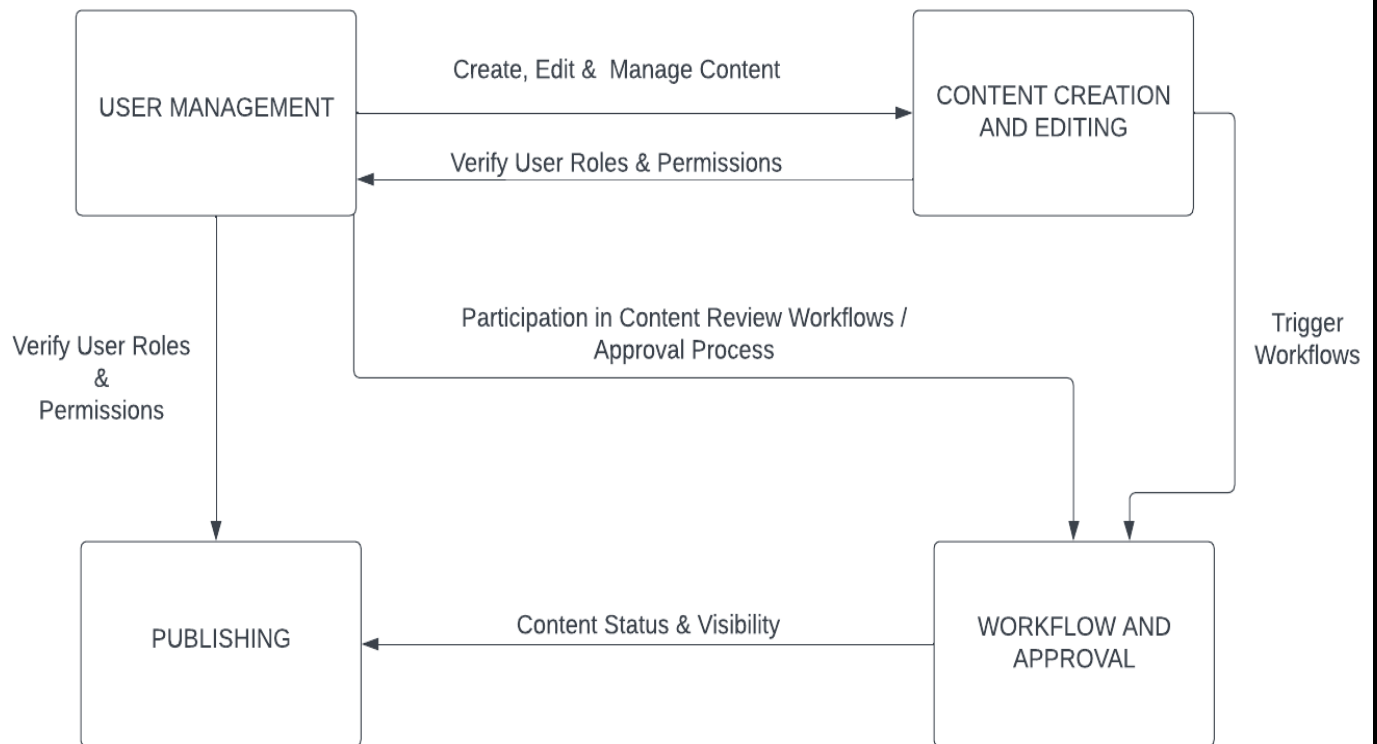 Create, Edit &  Manage Content
USER MANAGEMENT
CONTENT CREATION
AND EDITING
Verify User Roles & Permissions
Participation in Content Review Workflows /
Approval Process
Trigger
Workflows
Verify User Roles
&
Permissions
PUBLISHING
Content Status & Visibility
WORKFLOW AND
APPROVAL